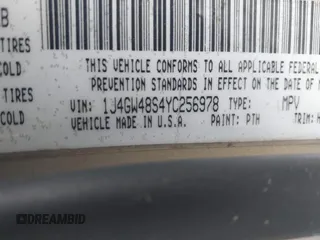 B
TIRES
COLD
TIRES
COLD
THIS VEHICLE CONFORMS TO ALL APPLICABLE FEDERAL
PREVENTION STANDARDS IN EFFECT ON THE DATE OF M
VIN: 1J4GW48S4YC256978 TYPE: MPV
VEHICLE MADE IN U.S.A. PAINT: PTH TRIM: H
DREAMBID